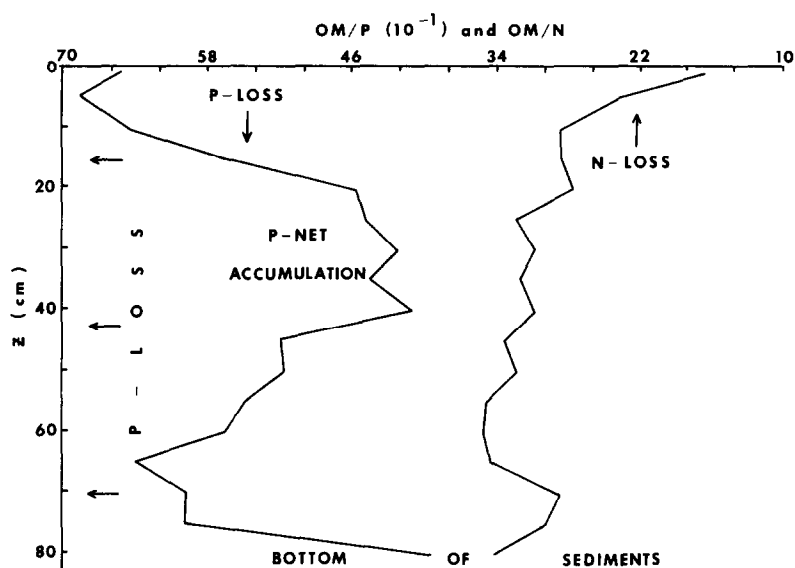 OM/P (10⁻¹) and OM/N
70 58 46 34 22 10
0
20
40
60
80
Z (cm)
P-LOSS
N-LOSS
P-NET
ACCUMULATION
P-LOSS
BOTTOM OF SEDIMENTS